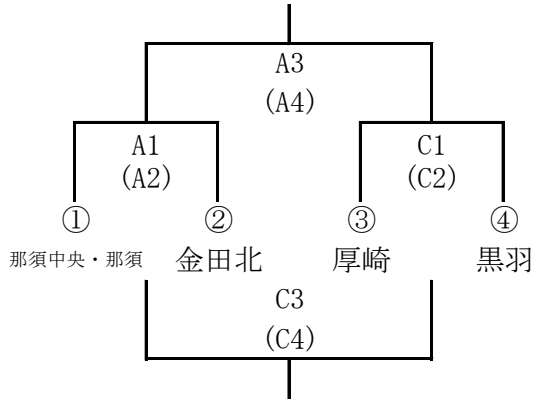 A3
(A4)
A1 C1
(A2) (C2)
① ② ③ ④
那須中央・那須 金田北 厚崎 黒羽
C3
(C4)